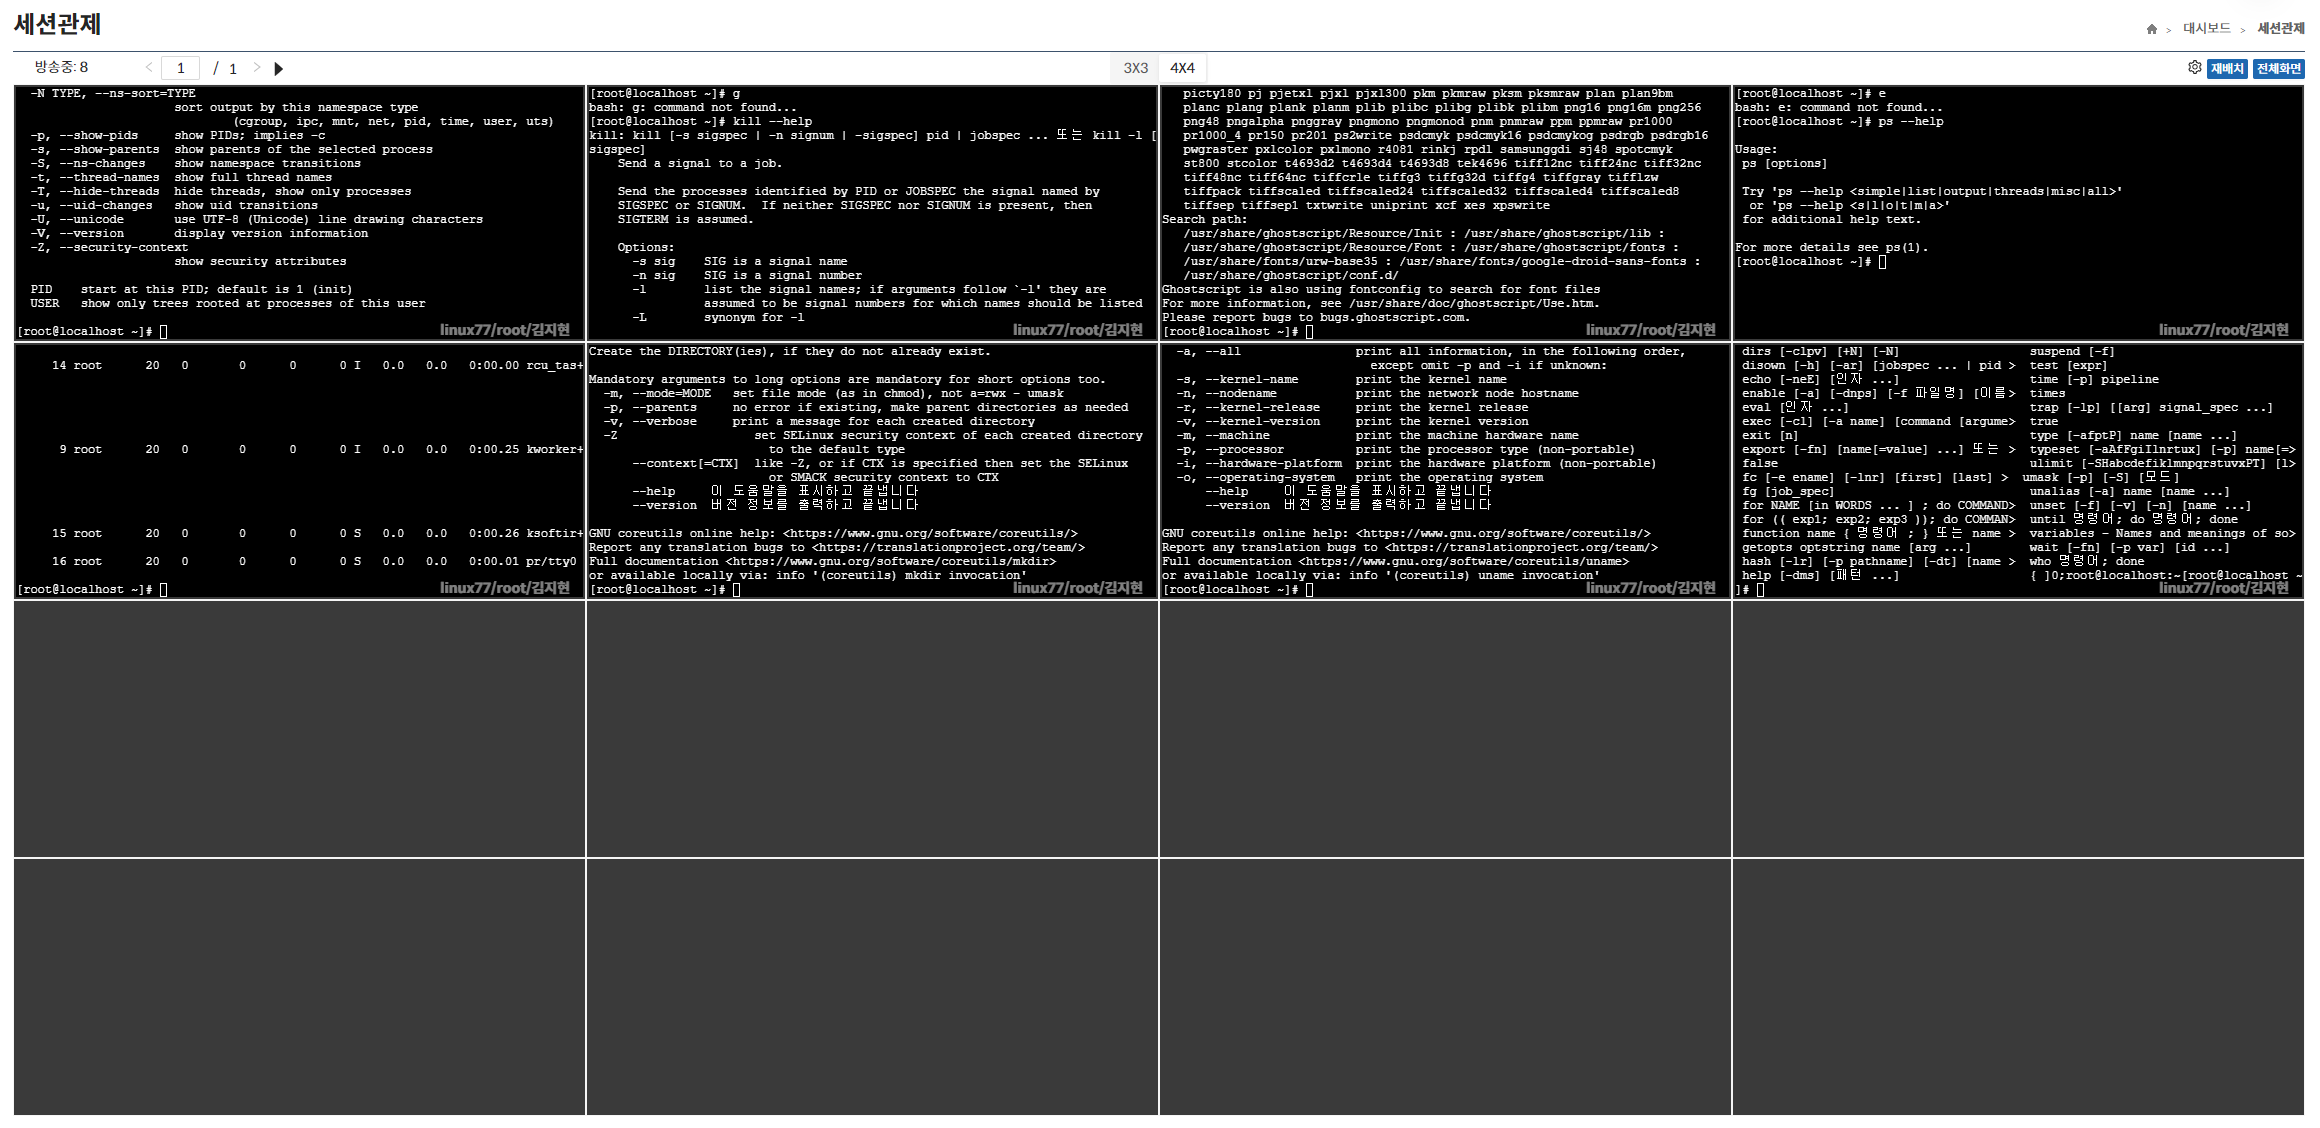 세션관제
> 대시보드 > 세션관제
방송중: 8
< 1 / 1 >
3X3 4X4
재배치 전체화면
-N TYPE, --ns-sort=TYPE
sort output by this namespace type
(cgroup, ipc, mnt, net, pid, time, user, uts)
-p, --show-pids show PIDs; implies -c
-s, --show-parents show parents of the selected process
-S, --ns-changes show namespace transitions
-t, --thread-names show full thread names
-T, --hide-threads hide threads, show only processes
-u, --uid-changes show uid transitions
-U, --unicode use UTF-8 (Unicode) line drawing characters
-V, --version display version information
-Z, --security-context
show security attributes
PID start at this PID; default is 1 (init)
USER show only trees rooted at processes of this user
[root@localhost ~]#
linux77/root/김지현
[root@localhost ~]# g
bash: g: command not found...
[root@localhost ~]# kill --help
kill: kill [-s sigspec | -n signum | -sigspec] pid | jobspec ... 또는 kill -l [
sigspec]
Send a signal to a job.
Send the processes identified by PID or JOBSPEC the signal named by
SIGSPEC or SIGNUM. If neither SIGSPEC nor SIGNUM is present, then
SIGTERM is assumed.
Options:
-s sig SIG is a signal name
-n sig SIG is a signal number
-l list the signal names; if arguments follow `-l' they are
assumed to be signal numbers for which names should be listed
-L synonym for -l
linux77/root/김지현
picty180 pj pjetxl pjxl pjxl300 pkm pkmraw pksm pksmraw plan plan9bm
planc plang plank planm plib plibc plibg plibk plibm png16 png16m png256
png48 pngalpha pnggray pngmono pngmonod pnm pnmraw ppm ppmraw pr1000
pr1000_4 pr150 pr201 ps2write psdcmyk psdcmyk16 psdcmykog psdrgb psdrgb16
pwgraster pxlcolor pxlmono r4081 rinkj rpdl samsunggdi sj48 spotcmyk
st800 stcolor t4693d2 t4693d4 t4693d8 tek4696 tiff12nc tiff24nc tiff32nc
tiff48nc tiff64nc tiffcrle tiffg3 tiffg32d tiffg4 tiffgray tifflzw
tiffpack tiffscaled tiffscaled24 tiffscaled32 tiffscaled4 tiffscaled8
tiffsep tiffsep1 txtwrite uniprint xcf xes xpswrite
Search path:
/usr/share/ghostscript/Resource/Init : /usr/share/ghostscript/lib :
/usr/share/ghostscript/Resource/Font : /usr/share/ghostscript/fonts :
/usr/share/fonts/urw-base35 : /usr/share/fonts/google-droid-sans-fonts :
/usr/share/ghostscript/conf.d/
Ghostscript is also using fontconfig to search for font files
For more information, see /usr/share/doc/ghostscript/Use.htm.
Please report bugs to bugs.ghostscript.com.
[root@localhost ~]#
linux77/root/김지현
[root@localhost ~]# e
bash: e: command not found...
[root@localhost ~]# ps --help
Usage:
ps [options]
Try 'ps --help <simple|list|output|threads|misc|all>'
or 'ps --help <s|l|o|t|m|a>'
for additional help text.
For more details see ps(1).
[root@localhost ~]#
linux77/root/김지현
14 root 20 0 0 0 0 I 0.0 0.0 0:00.00 rcu_tas+
9 root 20 0 0 0 0 I 0.0 0.0 0:00.25 kworker+
15 root 20 0 0 0 0 S 0.0 0.0 0:00.26 ksoftir+
16 root 20 0 0 0 0 S 0.0 0.0 0:00.01 pr/tty0
[root@localhost ~]#
linux77/root/김지현
Create the DIRECTORY(ies), if they do not already exist.
Mandatory arguments to long options are mandatory for short options too.
-m, --mode=MODE set file mode (as in chmod), not a=rwx - umask
-p, --parents no error if existing, make parent directories as needed
-v, --verbose print a message for each created directory
-Z set SELinux security context of each created directory
to the default type
--context[=CTX] like -Z, or if CTX is specified then set the SELinux
or SMACK security context to CTX
--help 이 도움말을 표시하고 끝냅니다
--version 버전 정보를 출력하고 끝냅니다
GNU coreutils online help: <https://www.gnu.org/software/coreutils/>
Report any translation bugs to <https://translationproject.org/team/>
Full documentation <https://www.gnu.org/software/coreutils/mkdir>
or available locally via: info '(coreutils) mkdir invocation'
[root@localhost ~]#
linux77/root/김지현
-a, --all print all information, in the following order,
except omit -p and -i if unknown:
-s, --kernel-name print the kernel name
-n, --nodename print the network node hostname
-r, --kernel-release print the kernel release
-v, --kernel-version print the kernel version
-m, --machine print the machine hardware name
-p, --processor print the processor type (non-portable)
-i, --hardware-platform print the hardware platform (non-portable)
-o, --operating-system print the operating system
--help 이 도움말을 표시하고 끝냅니다
--version 버전 정보를 출력하고 끝냅니다
GNU coreutils online help: <https://www.gnu.org/software/coreutils/>
Report any translation bugs to <https://translationproject.org/team/>
Full documentation <https://www.gnu.org/software/coreutils/uname>
or available locally via: info '(coreutils) uname invocation'
[root@localhost ~]#
linux77/root/김지현
dirs [-clpv] [+N] [-N] suspend [-f]
disown [-h] [-ar] [jobspec ... | pid > test [expr]
echo [-neE] [인자 ...] time [-p] pipeline
enable [-a] [-dnps] [-f 파일명] [이름> times
eval [인자 ...] trap [-lp] [[arg] signal_spec ...]
exec [-cl] [-a name] [command [argume> true
exit [n] type [-afptP] name [name ...]
export [-fn] [name[=value] ...] 또는 > typeset [-aAfFgiIlnrtux] [-p] name[=>
false ulimit [-SHabcdefiklmnpqrstuvxPT] [l>
fc [-e ename] [-lnr] [first] [last] > umask [-p] [-S] [모드]
fg [job_spec] unalias [-a] name [name ...]
for NAME [in WORDS ... ] ; do COMMAND> unset [-f] [-v] [-n] [name ...]
for (( exp1; exp2; exp3 )); do COMMAN> until 명령어; do 명령어; done
function name { 명령어 ; } 또는 name > variables - Names and meanings of so>
getopts optstring name [arg ...] wait [-fn] [-p var] [id ...]
hash [-lr] [-p pathname] [-dt] [name > who 명령어; done
help [-dms] [패턴 ...] { ]0;root@localhost:~[root@localhost ~
]#
linux77/root/김지현